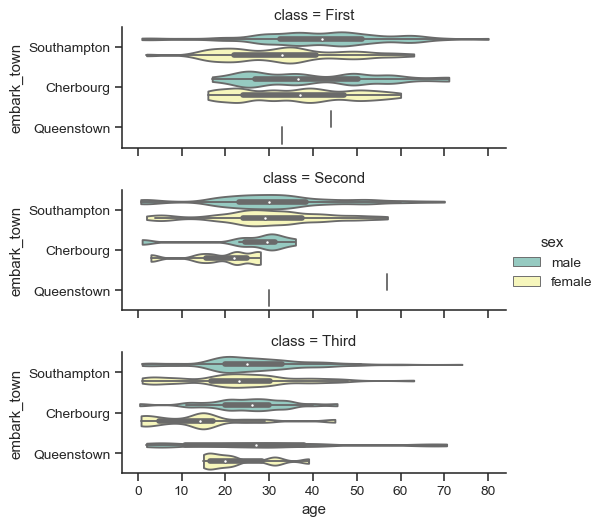 class = First
embark_town
Southampton
Cherbourg
Queenstown
class = Second
embark_town
Southampton
Cherbourg
Queenstown
sex
male
female
class = Third
embark_town
Southampton
Cherbourg
Queenstown
0 10 20 30 40 50 60 70 80
age